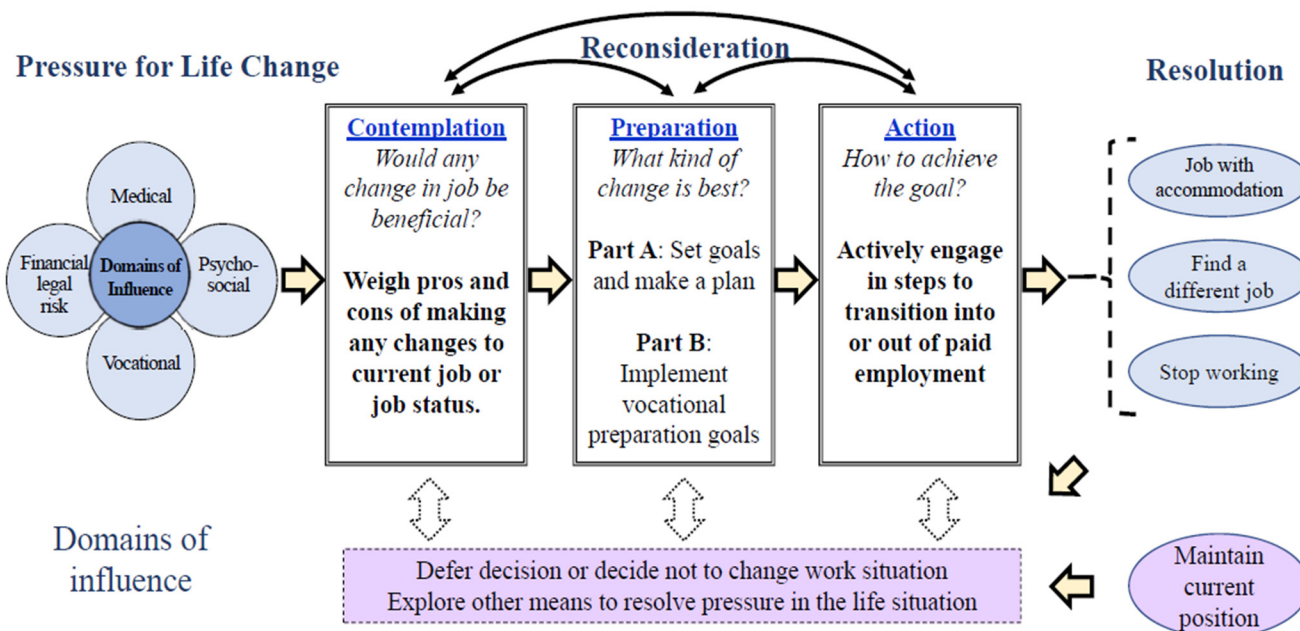 Reconsideration
Pressure for Life Change
Resolution
Medical
Financial
legal
risk
Domains of
Influence
Psycho-
social
Vocational
Contemplation
Would any
change in job be
beneficial?
Weigh pros and
cons of making
any changes to
current job or
job status.
Preparation
What kind of
change is best?
Part A: Set goals
and make a plan
Part B:
Implement
vocational
preparation goals
Action
How to achieve
the goal?
Actively engage
in steps to
transition into
or out of paid
employment
Job with
accommodation
Find a
different job
Stop working
Domains of
influence
Defer decision or decide not to change work situation
Explore other means to resolve pressure in the life situation
Maintain
current
position